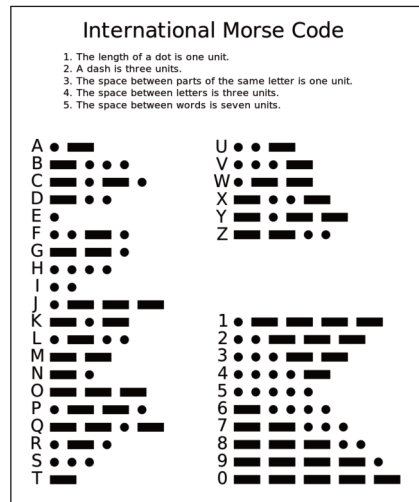 International Morse Code
1. The length of a dot is one unit.
2. A dash is three units.
3. The space between parts of the same letter is one unit.
4. The space between letters is three units.
5. The space between words is seven units.
A
B
C
D
E
F
G
H
I
J
K
L
M
N
O
P
Q
R
S
T
U
V
W
X
Y
Z
1
2
3
4
5
6
7
8
9
0